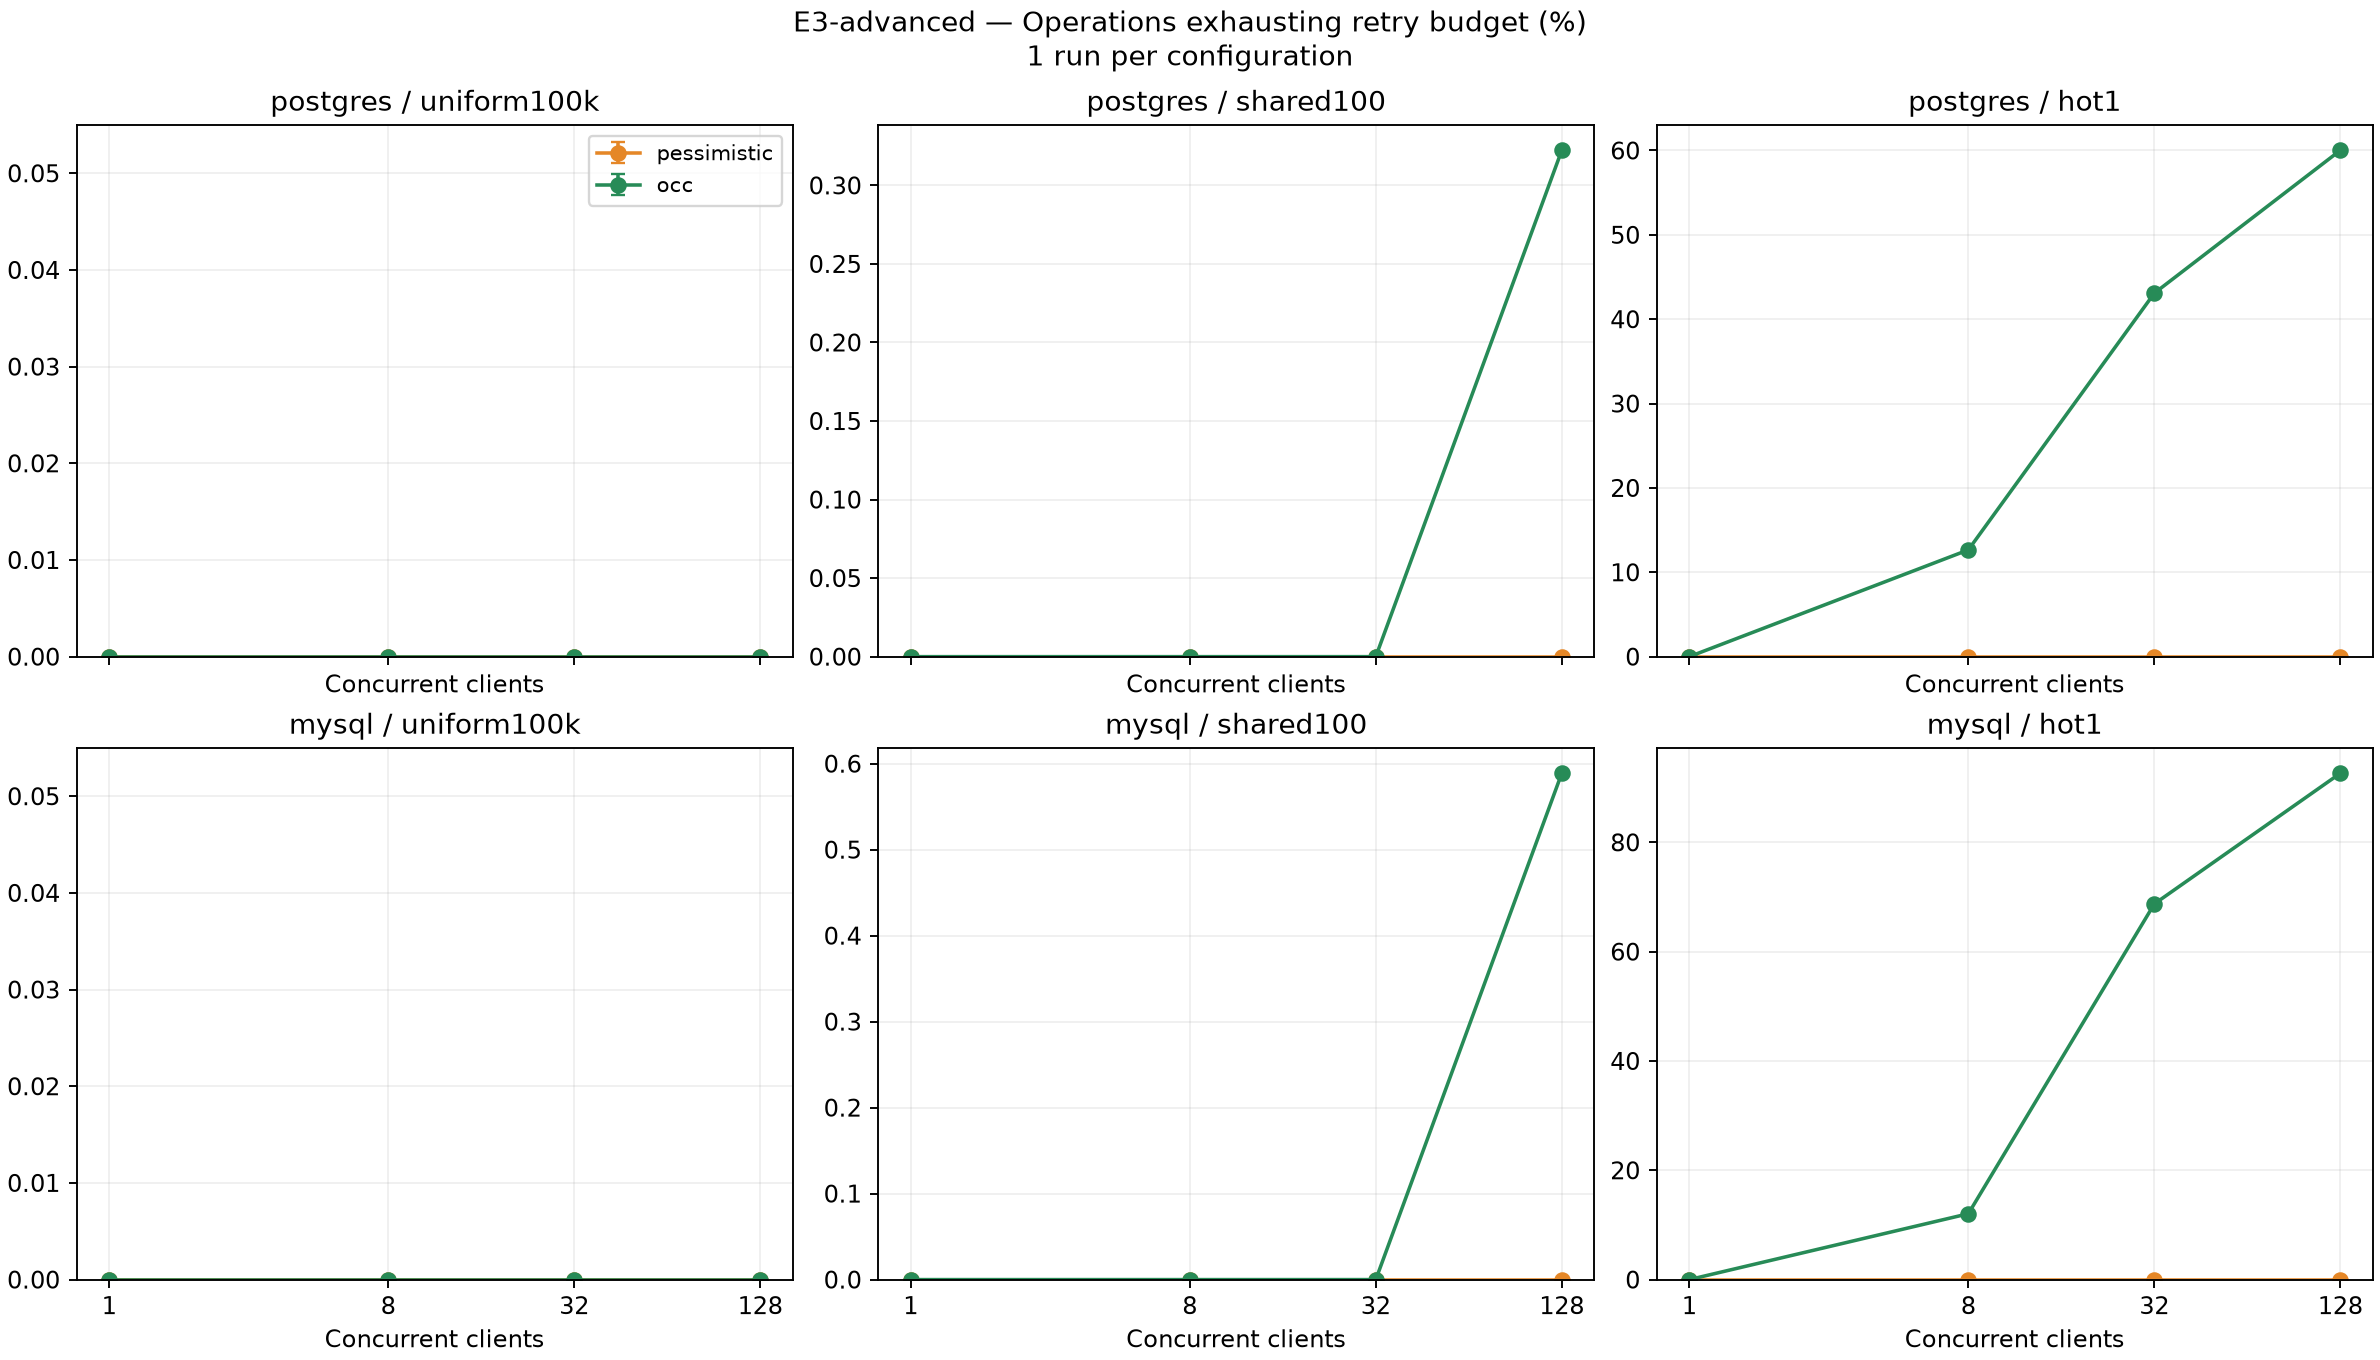 E3-advanced — Operations exhausting retry budget (%)
1 run per configuration
postgres / uniform100k
0.05
0.04
0.03
0.02
0.01
0.00
pessimistic
occ
Concurrent clients
postgres / shared100
0.30
0.25
0.20
0.15
0.10
0.05
0.00
Concurrent clients
postgres / hot1
60
50
40
30
20
10
0
Concurrent clients
mysql / uniform100k
0.05
0.04
0.03
0.02
0.01
0.00
1 8 32 128
Concurrent clients
mysql / shared100
0.6
0.5
0.4
0.3
0.2
0.1
0.0
1 8 32 128
Concurrent clients
mysql / hot1
80
60
40
20
0
1 8 32 128
Concurrent clients